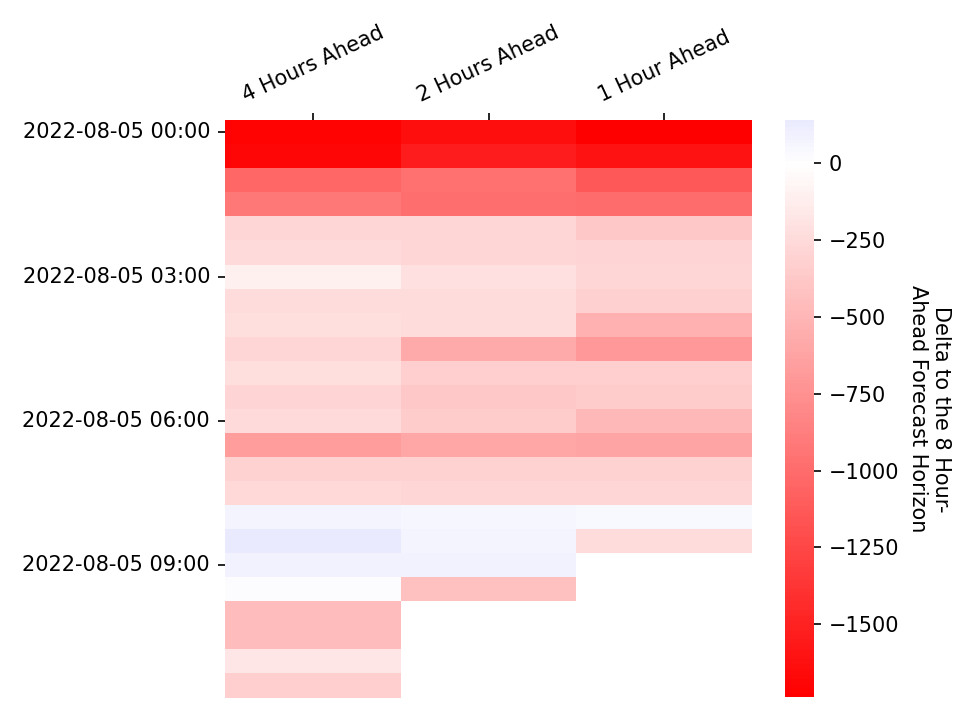 4 Hours Ahead
2 Hours Ahead
1 Hour Ahead
2022-08-05 00:00
2022-08-05 03:00
2022-08-05 06:00
2022-08-05 09:00
0
−250
−500
−750
−1000
−1250
−1500
Delta to the 8 Hour-
Ahead Forecast Horizon